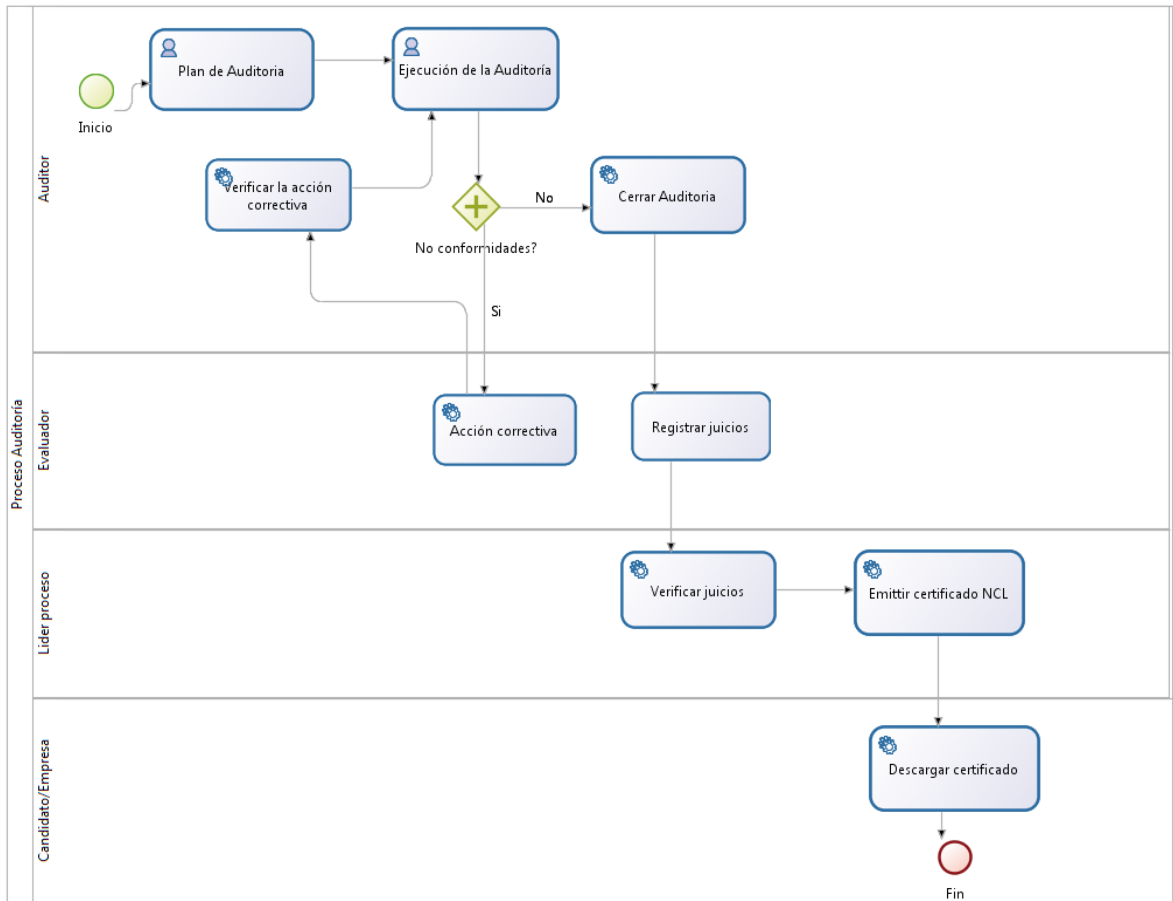 Proceso Auditoría
Auditor
Inicio
Plan de Auditoria
Ejecución de la Auditoría
Verificar la acción
correctiva
No conformidades?
No
Si
Cerrar Auditoria
Evaluador
Acción correctiva
Registrar juicios
Líder proceso
Verificar juicios
Emittir certificado NCL
Candidato/Empresa
Descargar certificado
Fin